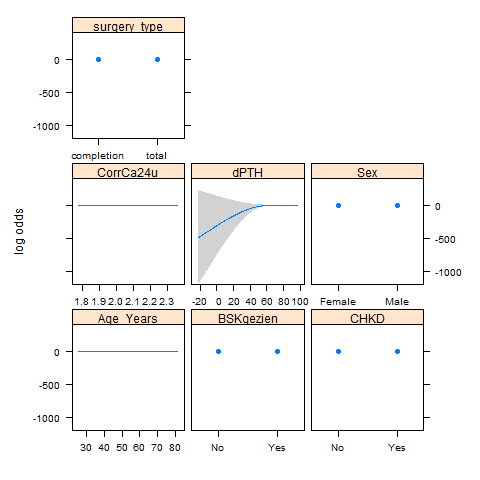 surgery_type
0
-500
-1000
completion total
CorrCa24u dPTH Sex
0
-500
-1000
1.8 1.9 2.0 2.1 2.2 2.3 -20 0 20 40 60 80 100 Female Male
log odds
Age_Years BSKgezien CHKD
0
-500
-1000
30 40 50 60 70 80 No Yes No Yes